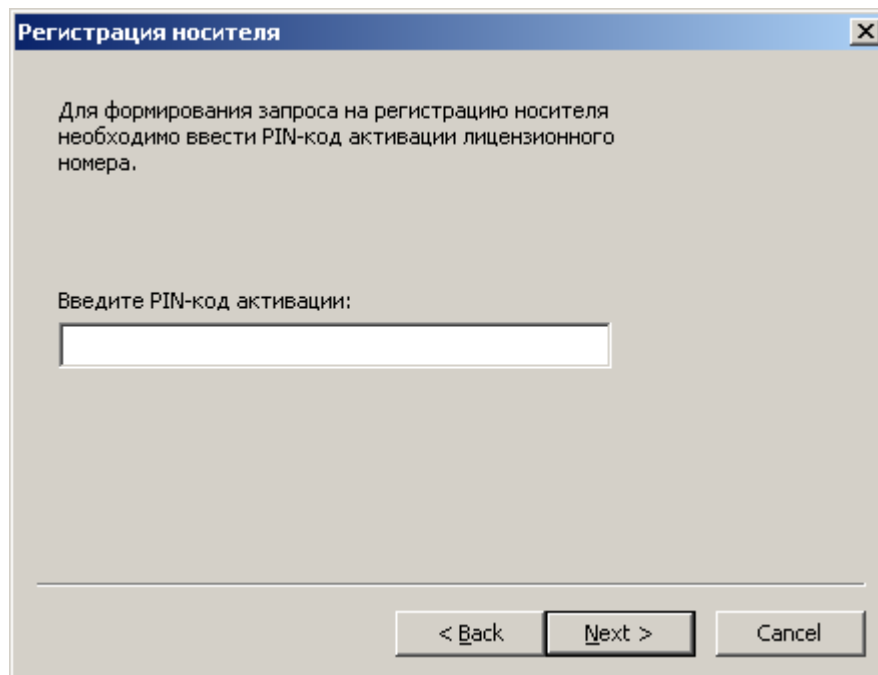 Регистрация носителя
Для формирования запроса на регистрацию носителя
необходимо ввести PIN-код активации лицензионного
номера.
Введите PIN-код активации:
< Back
Next >
Cancel